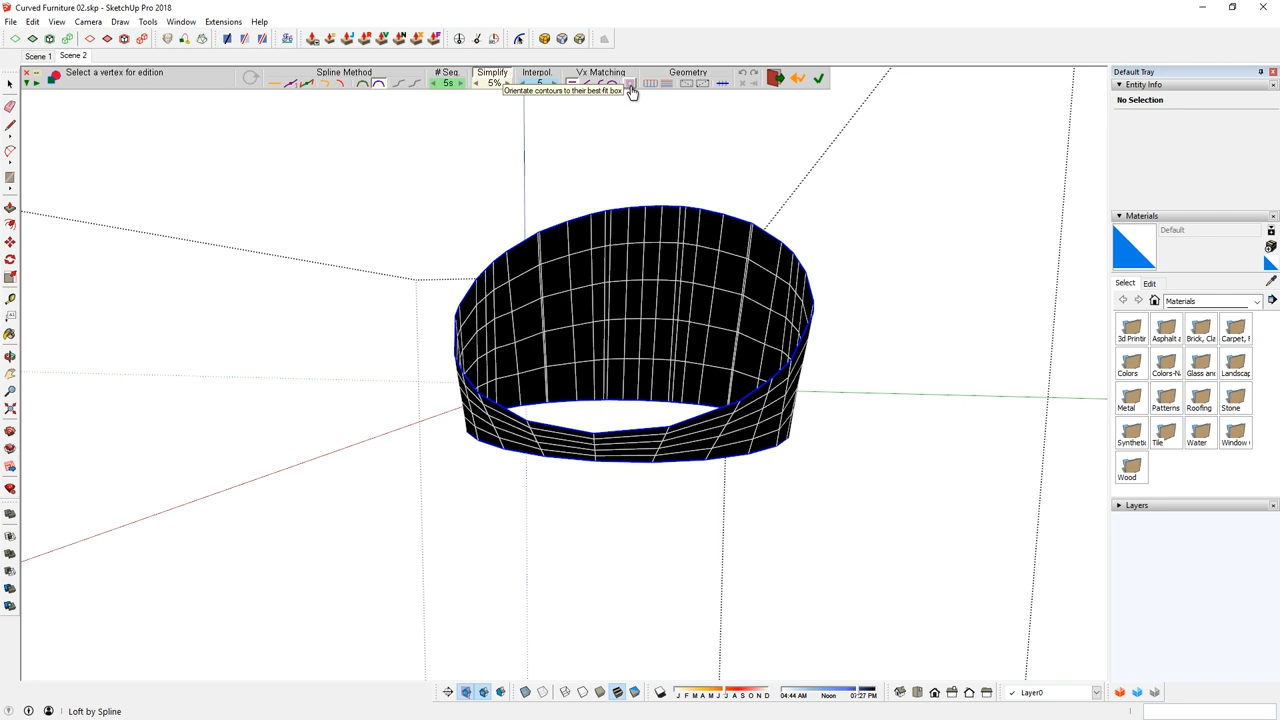 Curved Furniture 02.skp - SketchUp Pro 2018
File Edit View Camera Draw Tools Window Extensions Help
Scene 1 Scene 2
Select a vertex for edition
Spline Method
# Seg.
5s
Simplify
5%
Interpol.
5
Vx Matching
Geometry
Orientate contours to their best-fit box
Default Tray
Entity Info
No Selection
Materials
Default
Select Edit
Materials
3d Printin Asphalt a Brick, Cla Carpet, F
Colors Colors-Na Glass and Landscap
Metal Patterns Roofing Stone
Synthetic Tile Water Window C
Wood
Layers
J F M A M J J A S O N D
04:44 AM Noon 07:27 PM
Layer0
Loft by Spline